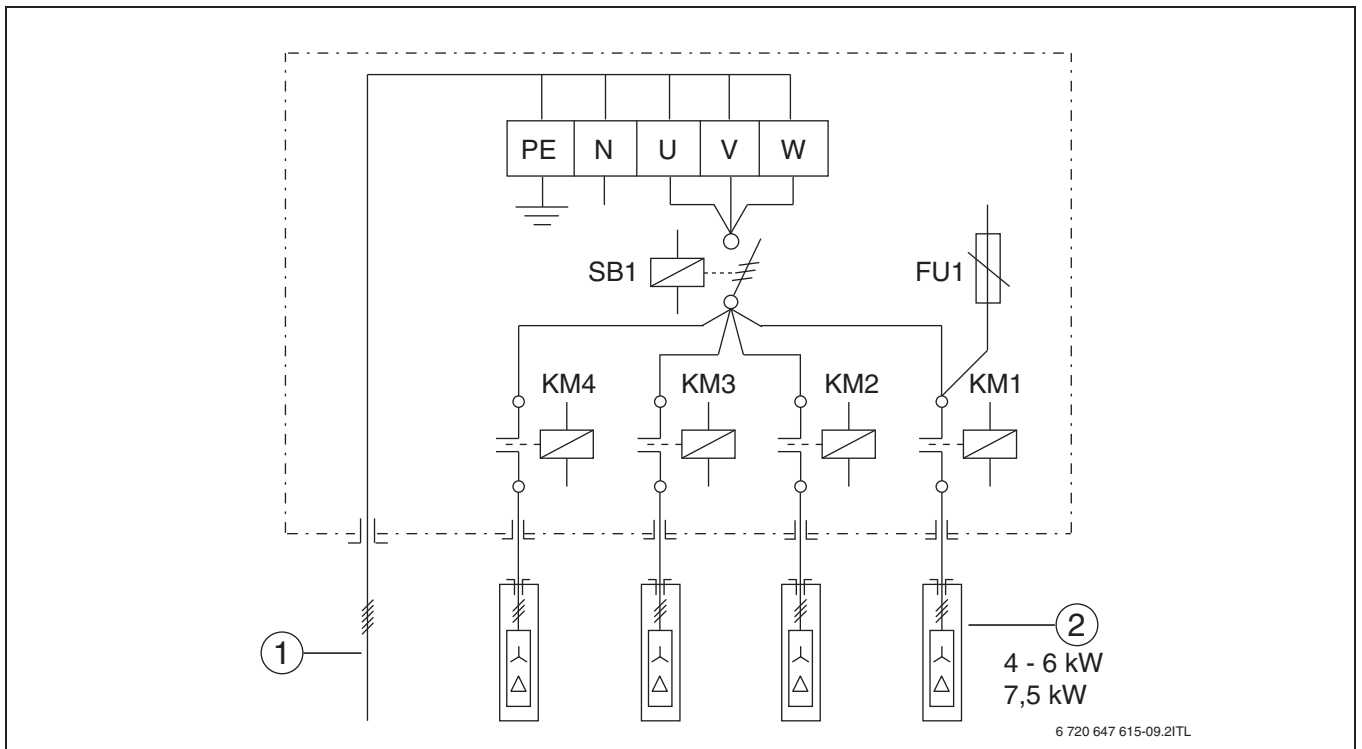 PE N U V W
SB1
FU1
KM4 KM3 KM2 KM1
1
2
4 - 6 kW
7,5 kW
6 720 647 615-09.2ITL